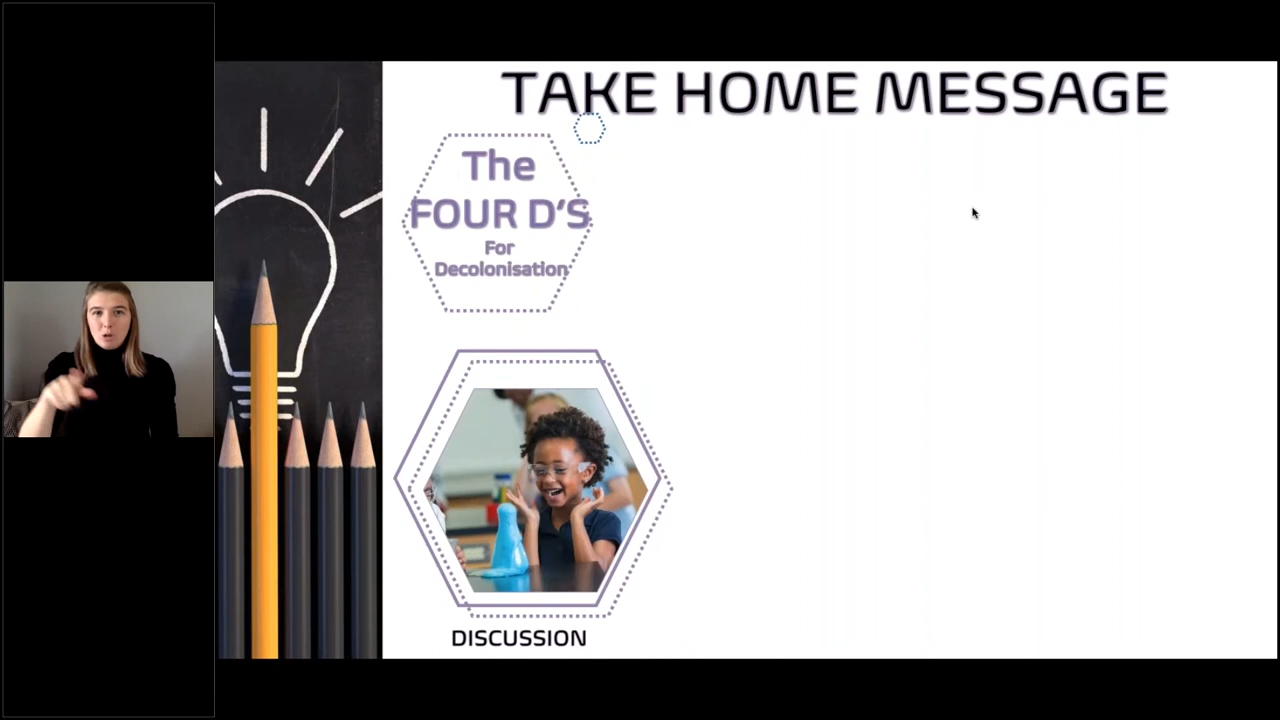 TAKE HOME MESSAGE
The
FOUR D'S
For
Decolonisation
DISCUSSION